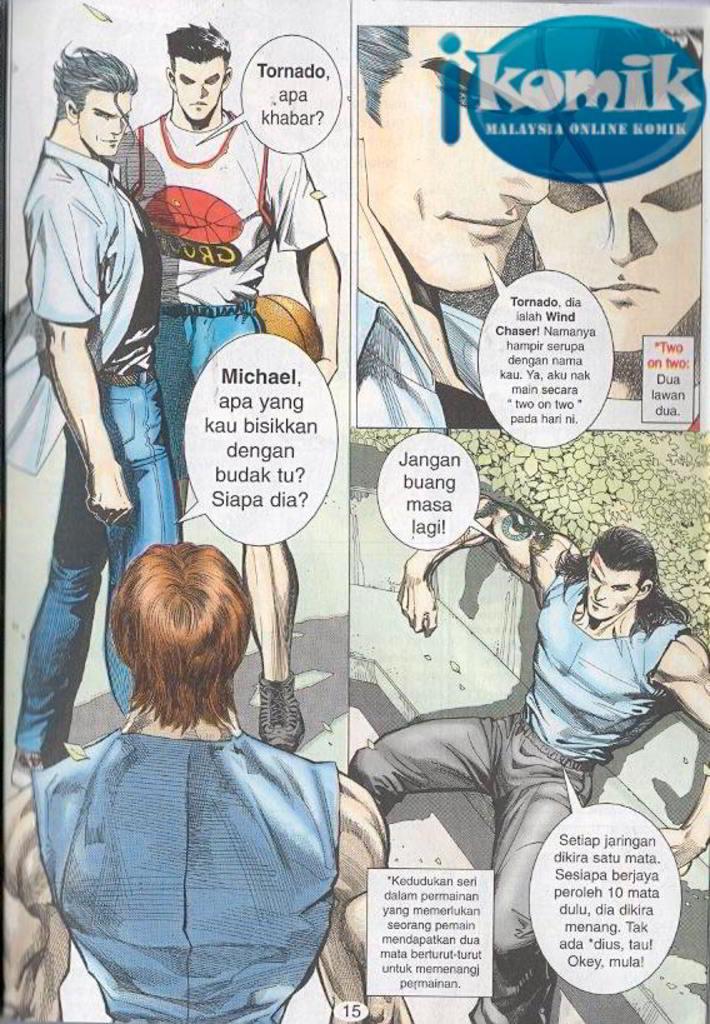 Tornado,
apa
khabar?
Michael,
apa yang
kau bisikkan
dengan
budak tu?
Siapa dia?
ikomik
MALAYSIA ONLINE KOMIK
Tornado, dia
ialah Wind
Chaser! Namanya
hampir serupa
dengan nama
kau. Ya, aku nak
main secara
" two on two "
pada hari ni.
*Two
on two:
Dua
lawan
dua.
Jangan
buang
masa
lagi!
Setiap jaringan
dikira satu mata.
Sesiapa berjaya
peroleh 10 mata
dulu, dia dikira
menang. Tak
ada *dius, tau!
Okey, mula!
*Kedudukan seri
dalam permainan
yang memerlukan
seorang pemain
mendapatkan dua
mata berturut-turut
untuk memenangi
permainan.
15